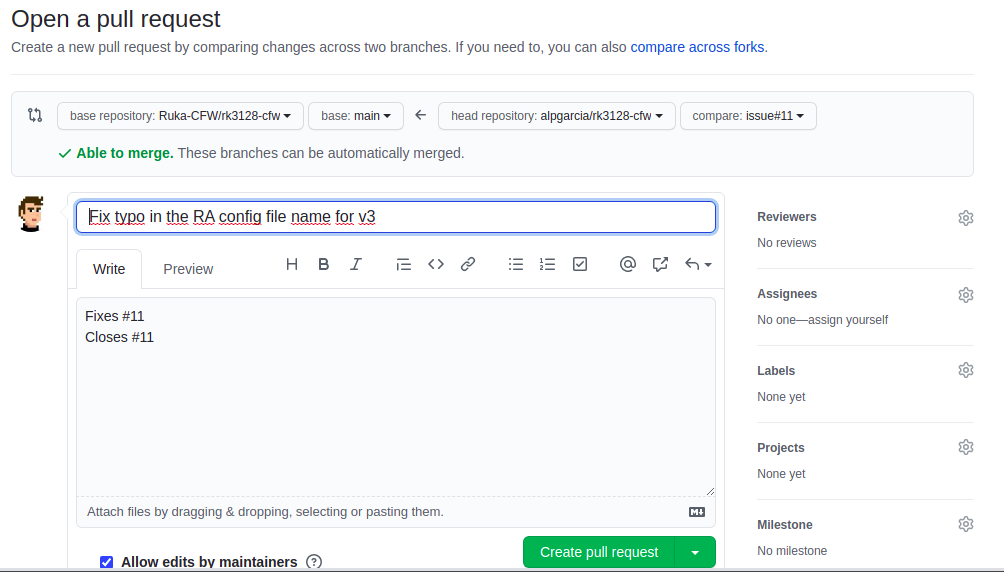 Open a pull request
Create a new pull request by comparing changes across two branches. If you need to, you can also compare across forks.
base repository: Ruka-CFW/rk3128-cfw base: main head repository: alpgarcia/rk3128-cfw compare: issue#11
Able to merge. These branches can be automatically merged.
Fix typo in the RA config file name for v3
Write Preview H B I
Fixes #11
Closes #11
Attach files by dragging & dropping, selecting or pasting them.
Allow edits by maintainers
Create pull request
Reviewers
No reviews
Assignees
No one—assign yourself
Labels
None yet
Projects
None yet
Milestone
No milestone